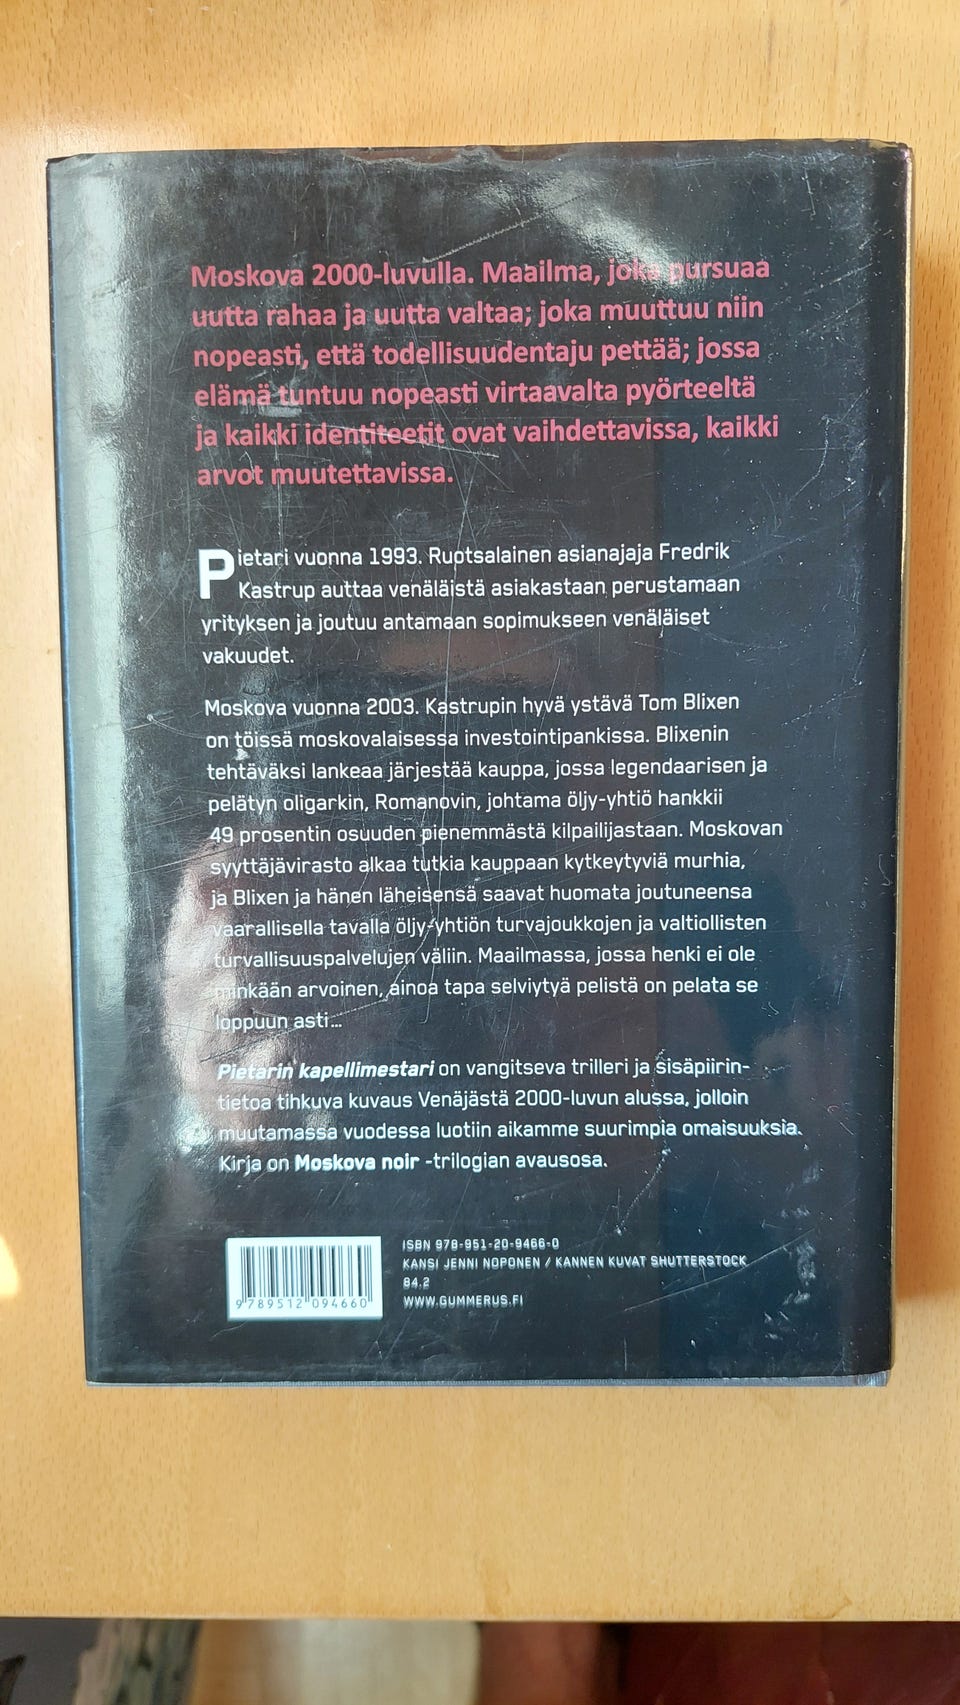 Moskova 2000-luvulla. Maailma, joka pursuaa
uutta rahaa ja uutta valtaa; joka muuttuu niin
nopeasti, että todellisuudentaju pettää; jossa
elämä tuntuu nopeasti virtaavalta pyörteeltä
ja kaikki identiteetit ovat vaihdettavissa, kaikki
arvot muutettavissa.
Pietari vuonna 1993. Ruotsalainen asianajaja Fredrik
Kastrup auttaa venäläistä asiakastaan perustamaan
yrityksen ja joutuu antamaan sopimukseen venäläiset
vakuudet.
Moskova vuonna 2003. Kastrupin hyvä ystävä Tom Blixen
on töissä moskovalaisessa investointipankissa. Blixenin
tehtäväksi lankeaa järjestää kauppa, jossa legendaarisen ja
pelätyn oligarkin, Romanovin, johtama öljy-yhtiö hankkii
49 prosentin osuuden pienemmästä kilpailijastaan. Moskovan
syyttäjävirasto alkaa tutkia kauppaan kytkeytyviä murhia,
ja Blixen ja hänen läheisensä saavat huomata joutuneensa
vaarallisella tavalla öljy-yhtiön turvajoukkojen ja valtiollisten
turvallisuuspalvelujen väliin. Maailmassa, jossa henki ei ole
minkään arvoinen, ainoa tapa selviytyä pelistä on pelata se
loppuun asti...
Pietarin kapellimestari on vangitseva trilleri ja sisäpiirin-
tietoa tihkuva kuvaus Venäjästä 2000-luvun alussa, jolloin
muutamassa vuodessa luotiin aikamme suurimpia omaisuuksia.
Kirja on Moskova noir -trilogian avausosa.
ISBN 978-951-20-9466-0
KANSI JENNI NOPONEN / KANNEN KUVAT SHUTTERSTOCK
84.2
WWW.GUMMERUS.FI
9 789512 094660